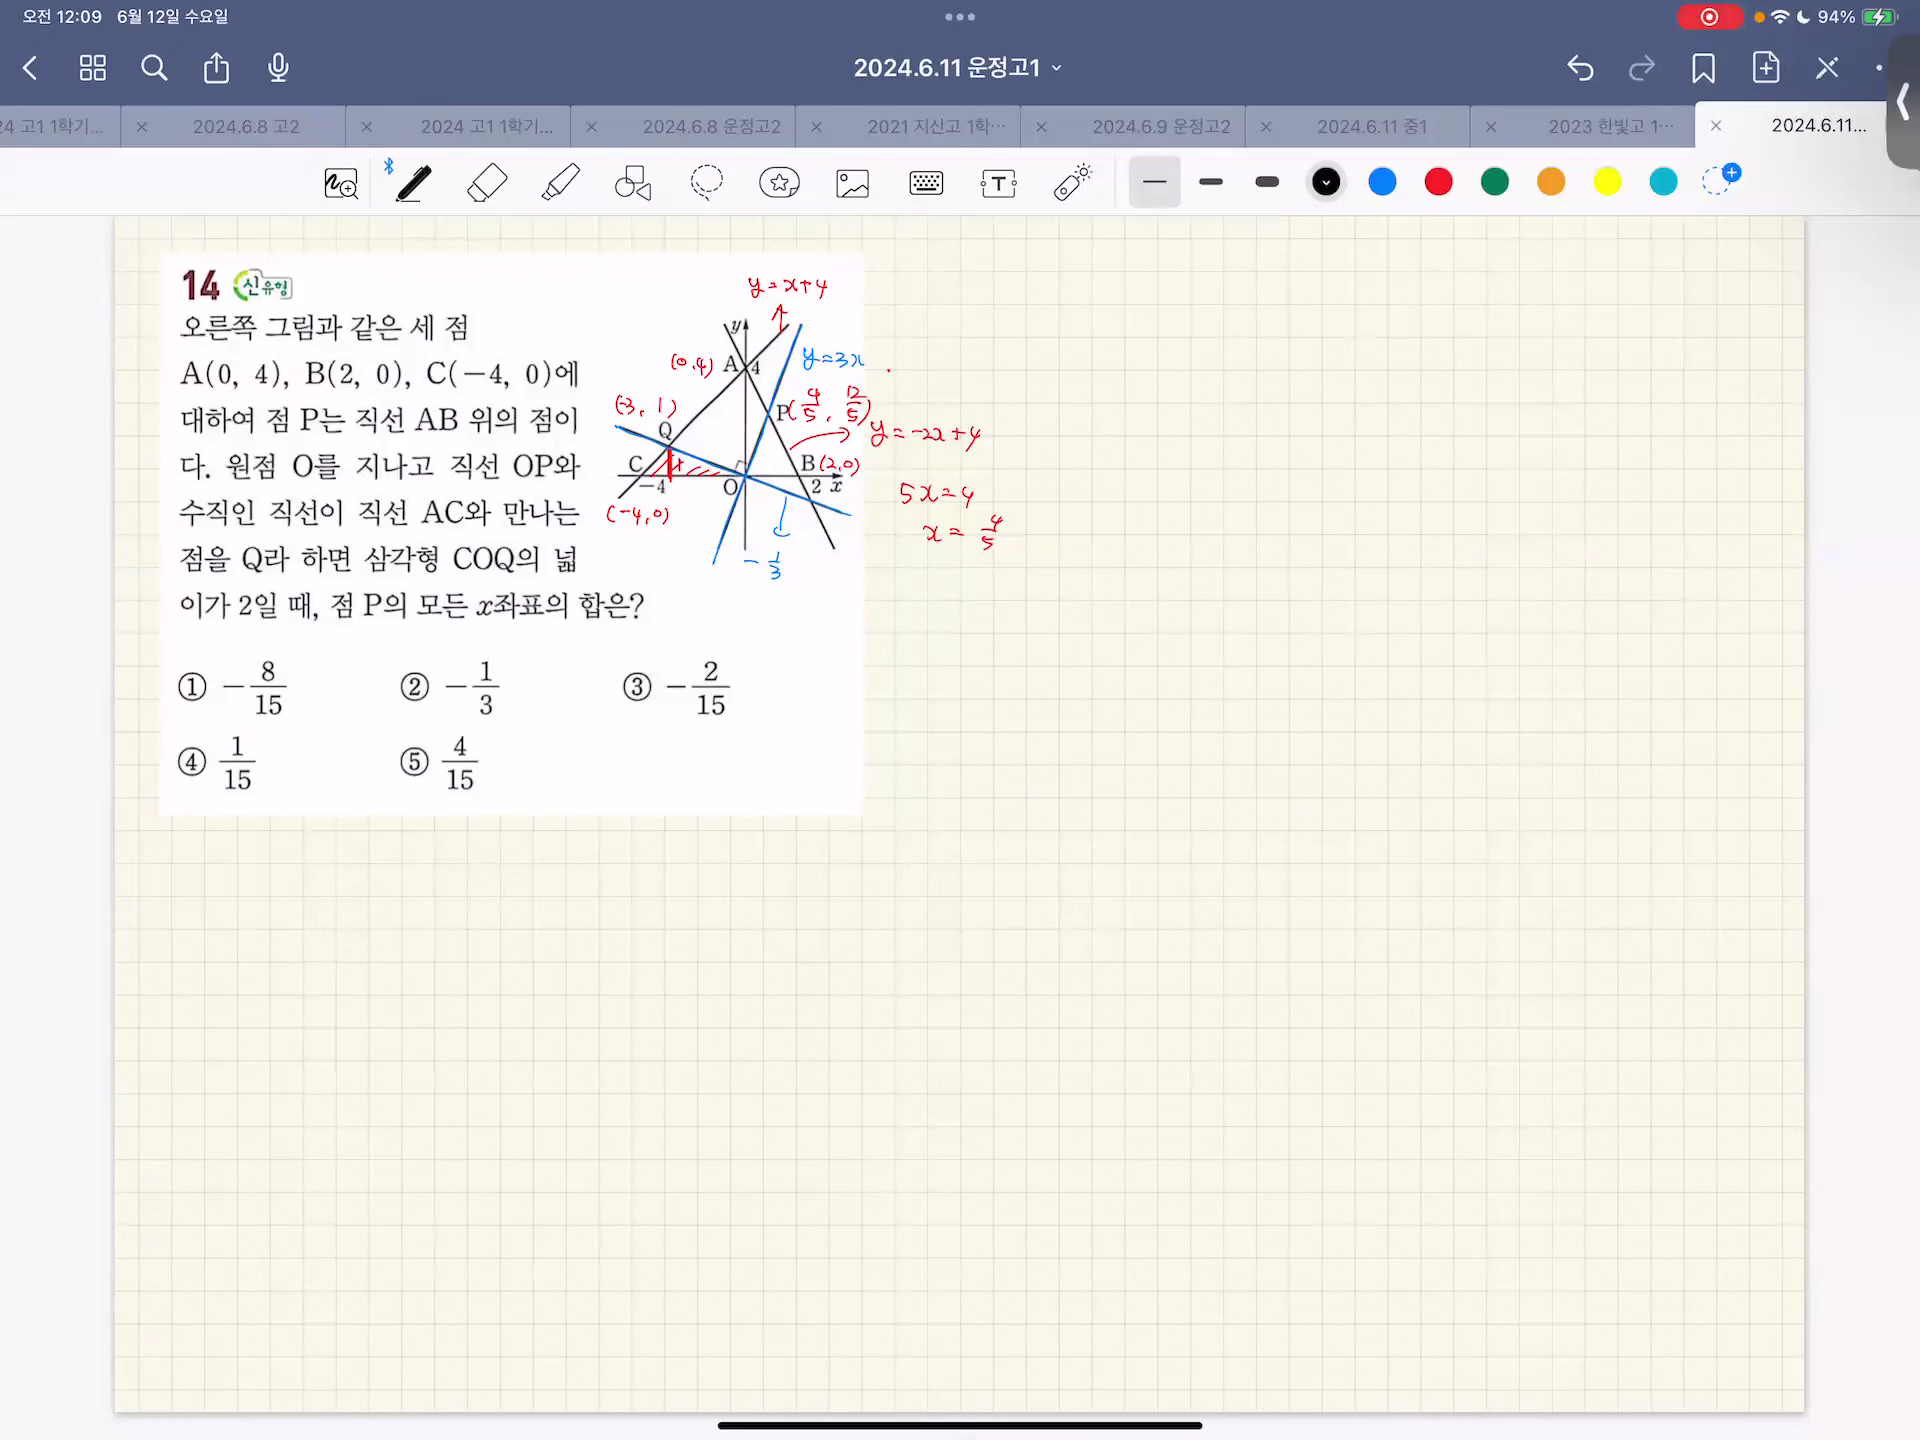 오전 12:09 6월 12일 수요일
94%
2024.6.11 운정고1
24 고1 1학기...
2024.6.8 고2
2024 고1 1학기...
2024.6.8 운정고2
2021 지산고 1학...
2024.6.9 운정고2
2024.6.11 중1
2023 한빛고 1...
2024.6.11...
T
14 신유형
오른쪽 그림과 같은 세 점
A(0, 4), B(2, 0), C(−4, 0)에
대하여 점 P는 직선 AB 위의 점이
다. 원점 O를 지나고 직선 OP와
수직인 직선이 직선 AC와 만나는
점을 Q라 하면 삼각형 COQ의 넓
이가 2일 때, 점 P의 모든 x좌표의 합은?
① −8/15 ② −1/3 ③ −2/15
④ 1/15 ⑤ 4/15
y=x+4
y
(0,4) A 4
y=3x
(-3, 1)
P(4/5, 12/5)
Q
y=-2x+4
C
1
B (2,0)
−4
O
2 x
(-4,0)
5x=4
x=4/5
-1/3